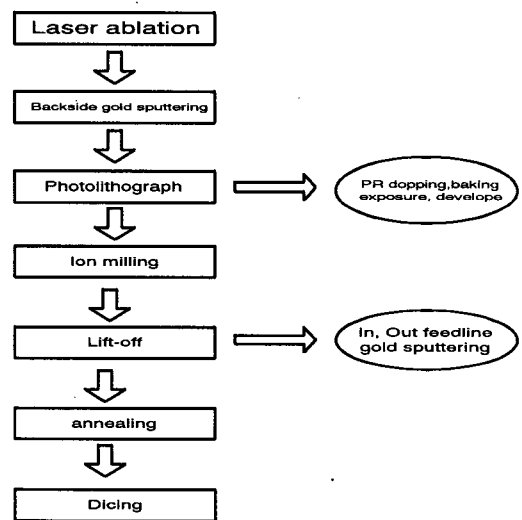 Laser ablation
Backside gold sputtering
Photolithograph
PR dopping,baking
exposure, develope
Ion milling
Lift-off
In, Out feedline
gold sputtering
annealing
Dicing